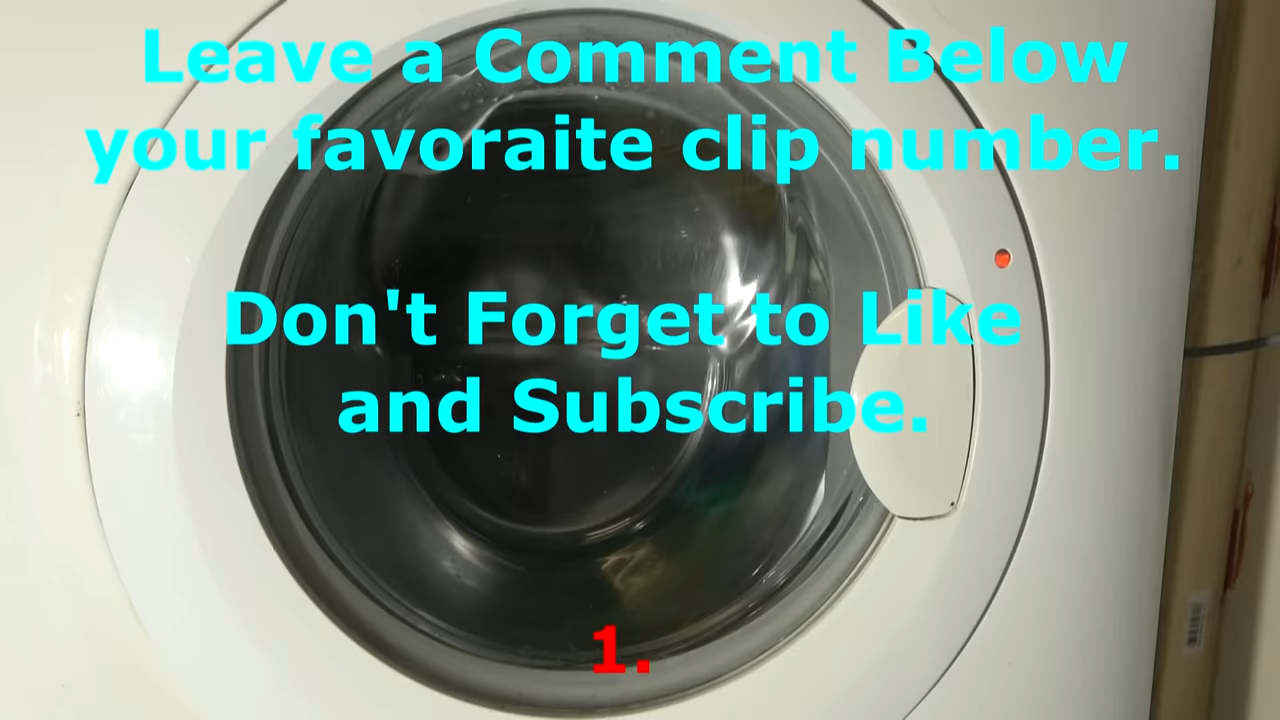 Leave a Comment Below
your favoraite clip number.
Don't Forget to Like
and Subscribe.
1.